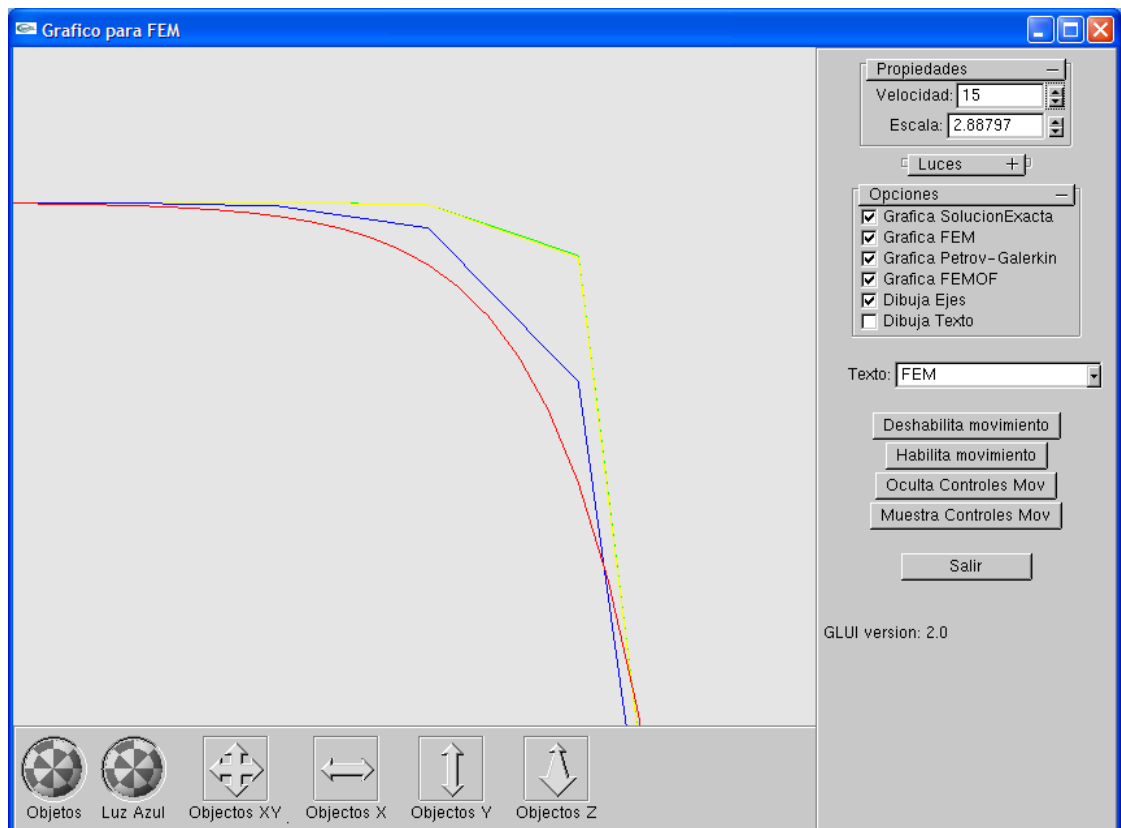 Grafico para FEM
Propiedades
Velocidad: 15
Escala: 2.88797
Luces
Opciones
Grafica SolucionExacta
Grafica FEM
Grafica Petrov-Galerkin
Grafica FEMOF
Dibuja Ejes
Dibuja Texto
Texto: FEM
Deshabilita movimiento
Habilita movimiento
Oculta Controles Mov
Muestra Controles Mov
Salir
GLUI version: 2.0
Objetos Luz Azul Objectos XY Objectos X Objectos Y Objectos Z